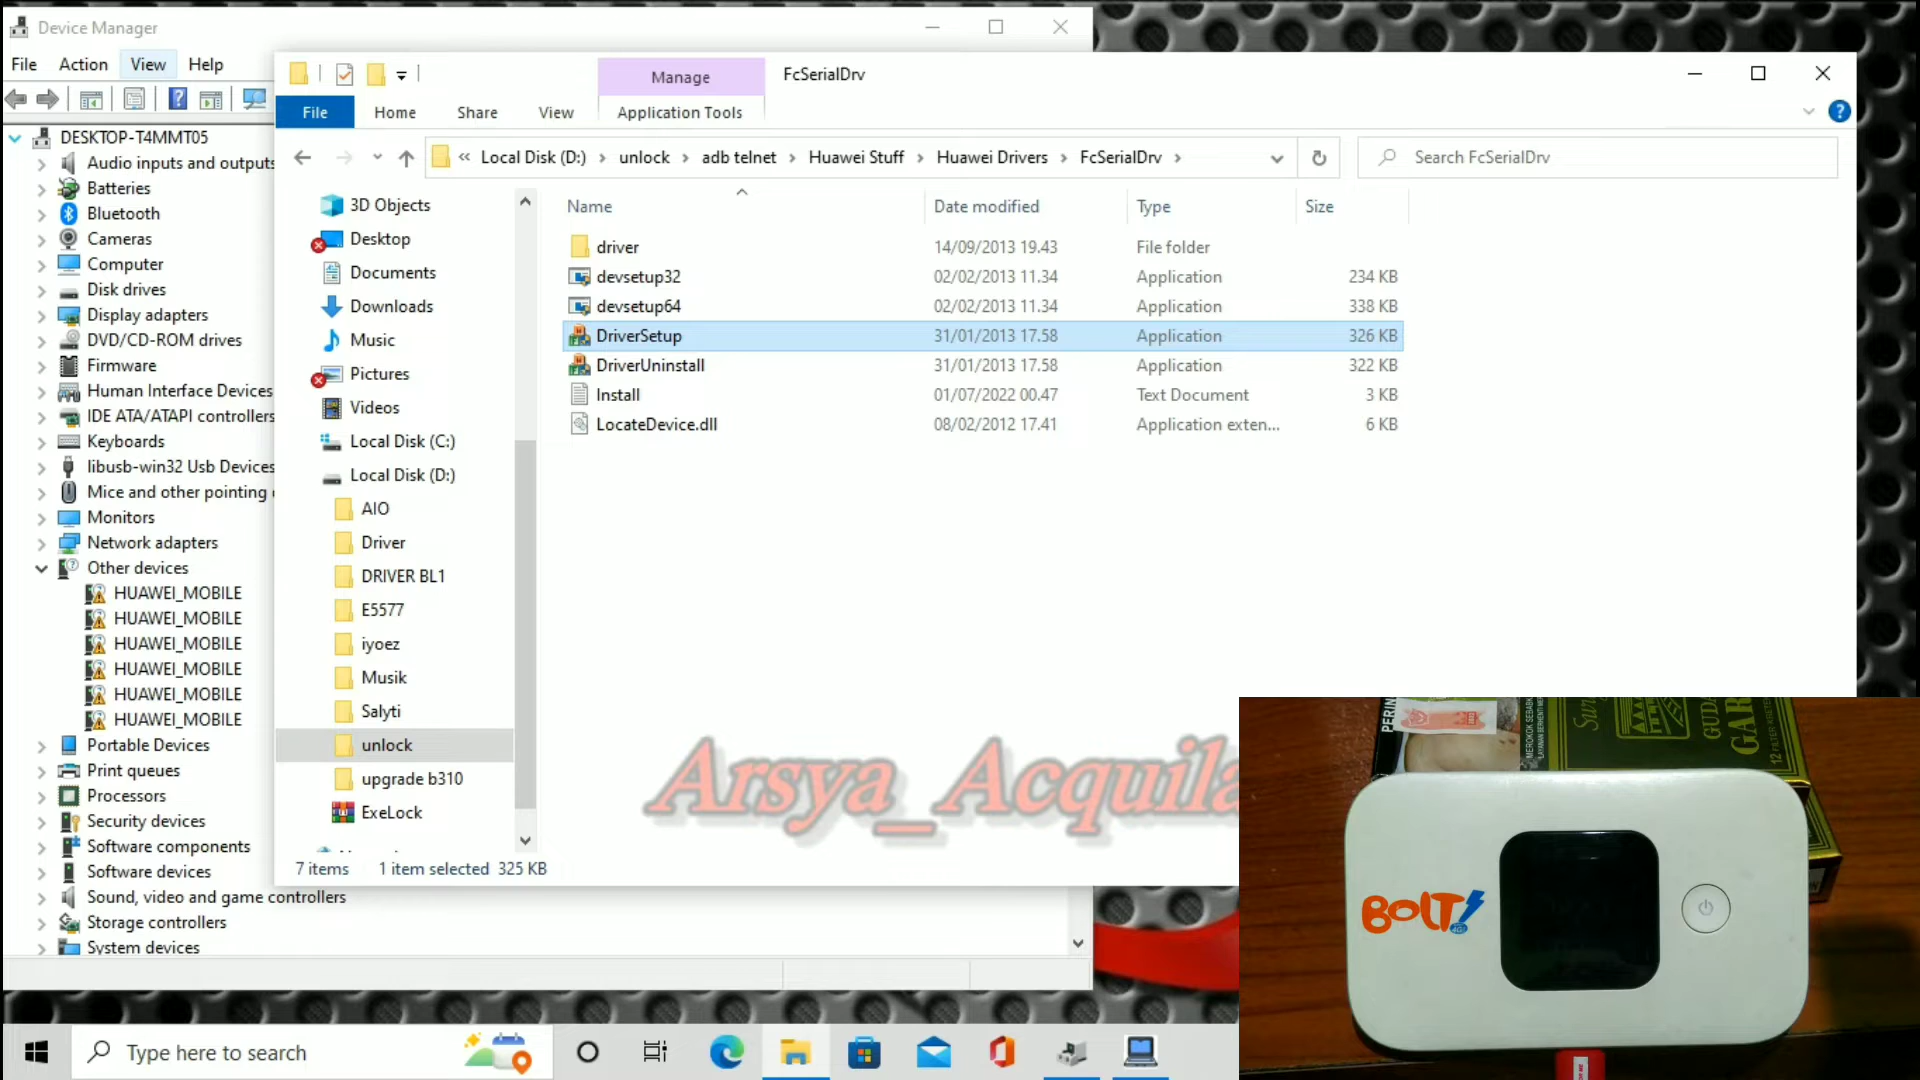 Device Manager
File Action View Help
DESKTOP-T4MMT05
Audio inputs and outputs
Batteries
Bluetooth
Cameras
Computer
Disk drives
Display adapters
DVD/CD-ROM drives
Firmware
Human Interface Devices
IDE ATA/ATAPI controllers
Keyboards
libusb-win32 Usb Devices
Mice and other pointing
Monitors
Network adapters
Other devices
HUAWEI_MOBILE
HUAWEI_MOBILE
HUAWEI_MOBILE
HUAWEI_MOBILE
HUAWEI_MOBILE
HUAWEI_MOBILE
Portable Devices
Print queues
Processors
Security devices
Software components
Software devices
Sound, video and game controllers
Storage controllers
System devices
Manage FcSerialDrv
File Home Share View Application Tools
« Local Disk (D:) › unlock › adb telnet › Huawei Stuff › Huawei Drivers › FcSerialDrv ›
Search FcSerialDrv
3D Objects
Desktop
Documents
Downloads
Music
Pictures
Videos
Local Disk (C:)
Local Disk (D:)
AIO
Driver
DRIVER BL1
E5577
iyoez
Musik
Salyti
unlock
upgrade b310
ExeLock
Name Date modified Type Size
driver 14/09/2013 19.43 File folder
devsetup32 02/02/2013 11.34 Application 234 KB
devsetup64 02/02/2013 11.34 Application 338 KB
DriverSetup 31/01/2013 17.58 Application 326 KB
DriverUninstall 31/01/2013 17.58 Application 322 KB
Install 01/07/2022 00.47 Text Document 3 KB
LocateDevice.dll 08/02/2012 17.41 Application exten... 6 KB
7 items 1 item selected 325 KB
Arsya_Acquila
PERIN
MEROKOK SEBABK
GUDA
GAR
12 FILTER KRETE
BOLT!
4G
Type here to search